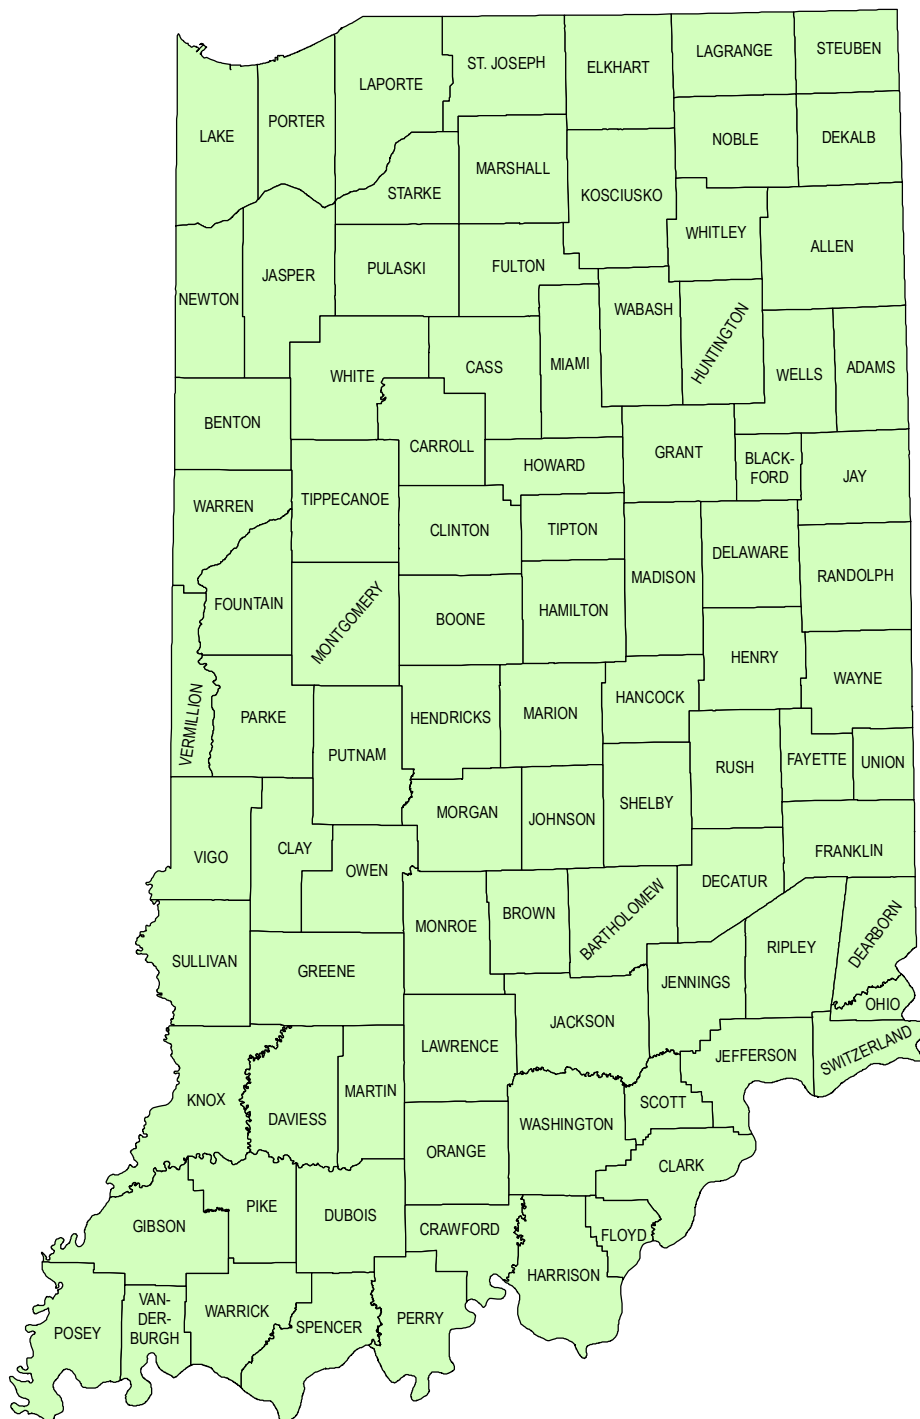 STEUBEN
LAGRANGE
ST. JOSEPH
ELKHART
LAPORTE
PORTER
LAKE
NOBLE
DEKALB
MARSHALL
STARKE
KOSCIUSKO
WHITLEY
ALLEN
FULTON
PULASKI
JASPER
NEWTON
WABASH
HUNTINGTON
MIAMI
CASS
WHITE
WELLS
ADAMS
BENTON
CARROLL
HOWARD
GRANT
BLACK-
FORD
JAY
TIPPECANOE
WARREN
CLINTON
TIPTON
DELAWARE
MADISON
RANDOLPH
FOUNTAIN
MONTGOMERY
BOONE
HAMILTON
HENRY
WAYNE
VERMILLION
PARKE
HENDRICKS
MARION
HANCOCK
PUTNAM
RUSH
FAYETTE
UNION
MORGAN
JOHNSON
SHELBY
VIGO
CLAY
OWEN
FRANKLIN
DECATUR
MONROE
BROWN
BARTHOLOMEW
DEARBORN
RIPLEY
SULLIVAN
GREENE
JENNINGS
OHIO
JACKSON
LAWRENCE
JEFFERSON
SWITZERLAND
KNOX
DAVIESS
MARTIN
SCOTT
WASHINGTON
ORANGE
CLARK
PIKE
DUBOIS
GIBSON
CRAWFORD
FLOYD
HARRISON
VAN-
DER-
BURGH
WARRICK
SPENCER
PERRY
POSEY